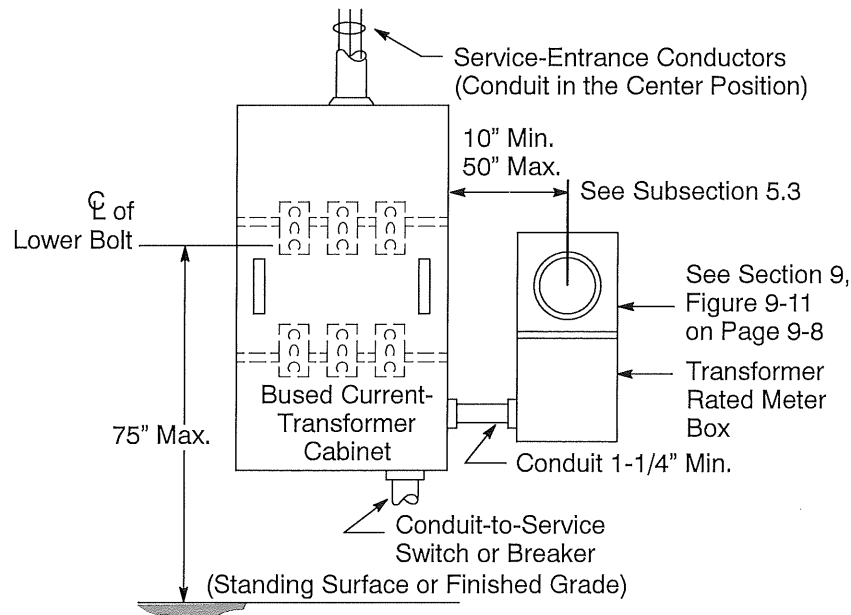 Service-Entrance Conductors
(Conduit in the Center Position)
10” Min.
50” Max.
See Subsection 5.3
℄ of
Lower Bolt
See Section 9,
Figure 9-11
on Page 9-8
Transformer
Rated Meter
Box
Bused Current-
Transformer
Cabinet
75” Max.
Conduit 1-1/4” Min.
Conduit-to-Service
Switch or Breaker
(Standing Surface or Finished Grade)